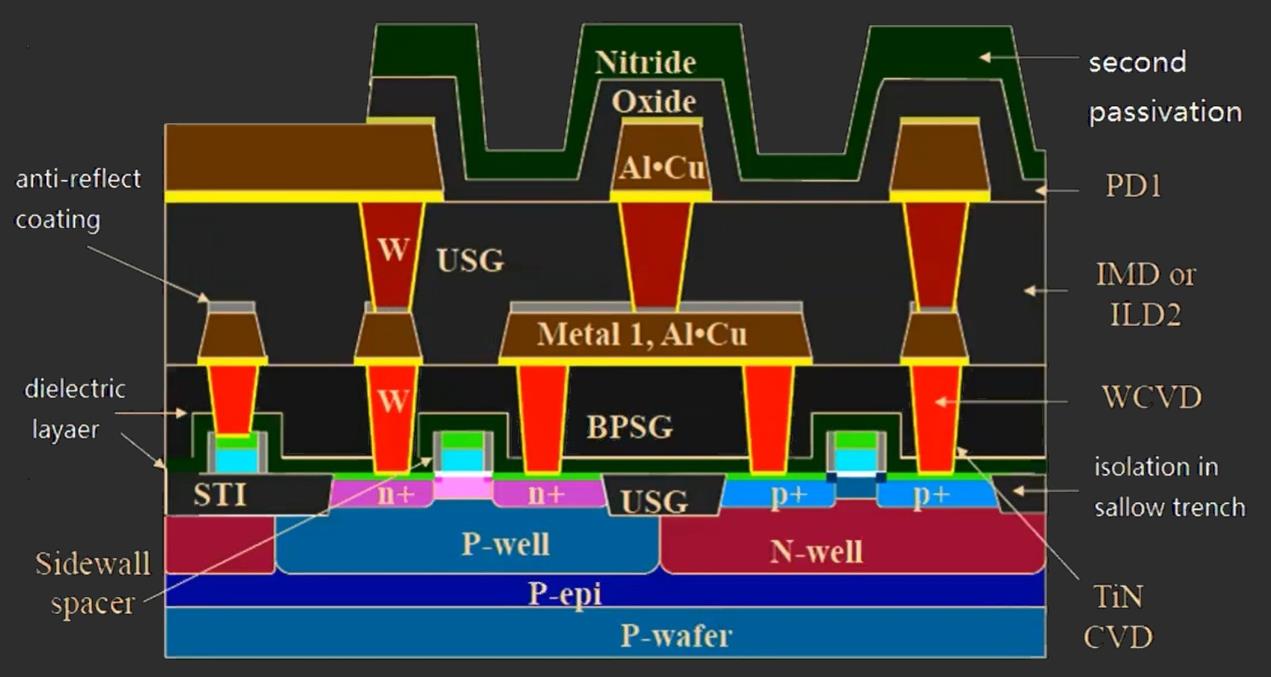 Nitride
Oxide
second
passivation
Al•Cu
anti-reflect
coating
PD1
W
USG
IMD or
ILD2
Metal 1, Al•Cu
dielectric
layaer
W
BPSG
WCVD
STI
n+
n+
USG
p+
p+
isolation in
sallow trench
P-well
N-well
Sidewall
spacer
P-epi
TiN
CVD
P-wafer